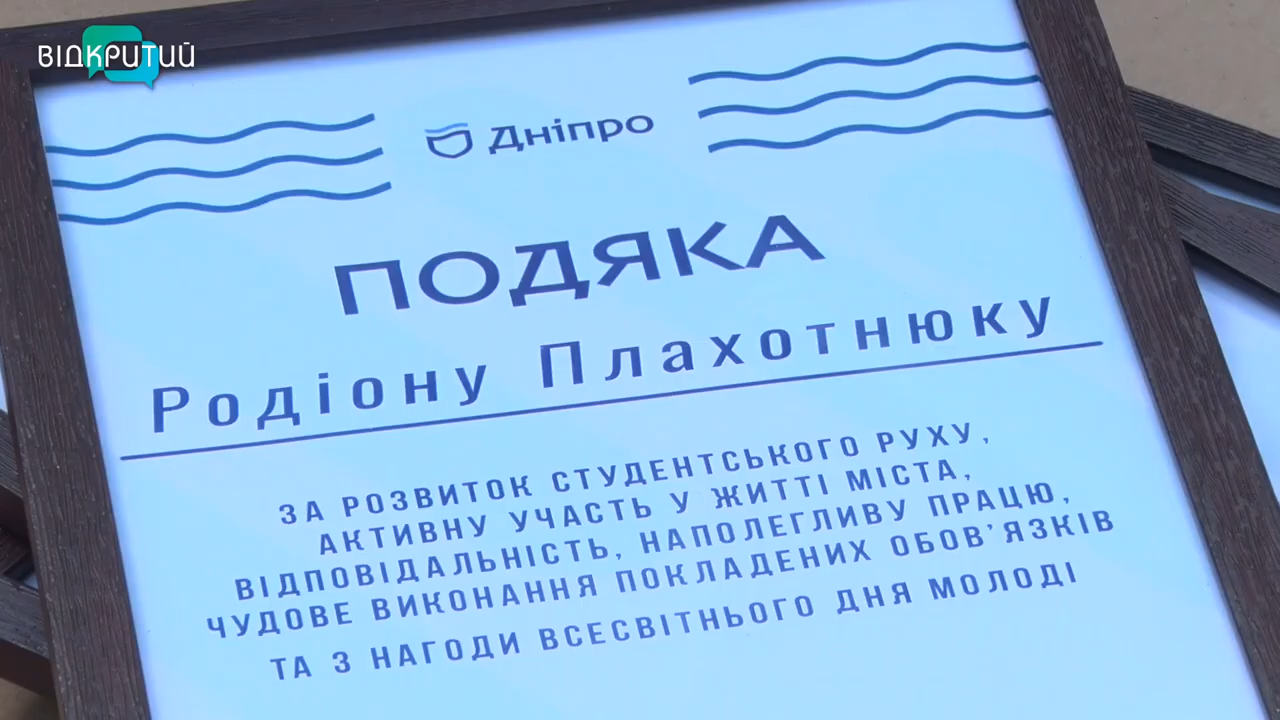 ВІДКРИТИЙ
Дніпро
ПОДЯКА
Родіону Плахотнюку
ЗА РОЗВИТОК СТУДЕНТСЬКОГО РУХУ,
АКТИВНУ УЧАСТЬ У ЖИТТІ МІСТА,
ВІДПОВІДАЛЬНІСТЬ, НАПОЛЕГЛИВУ ПРАЦЮ,
ЧУДОВЕ ВИКОНАННЯ ПОКЛАДЕНИХ ОБОВ'ЯЗКІВ
ТА З НАГОДИ ВСЕСВІТНЬОГО ДНЯ МОЛОДІ